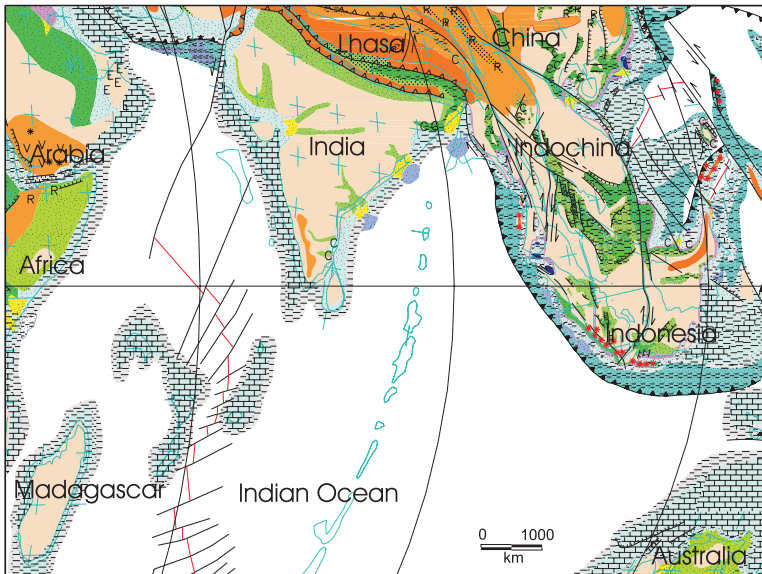 Lhasa
China
Arabia
India
Indochina
Africa
Indonesia
Madagascar
Indian Ocean
0 1000
km
Australia
R
R
R
R
R
R
C
E
E
E
E
V
V
C
C
C
C
C
C